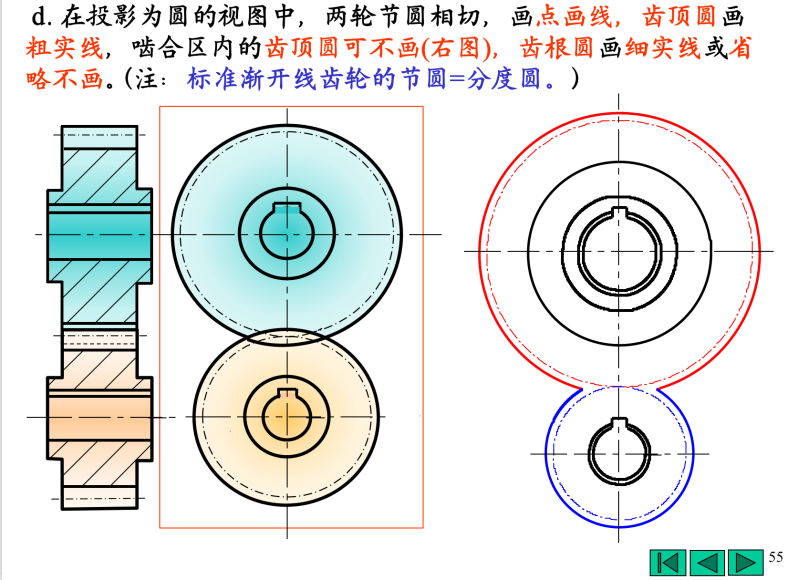 d. 在投影为圆的视图中，两轮节圆相切，画点画线，齿顶圆画
粗实线，啮合区内的齿顶圆可不画(右图)，齿根圆画细实线或省
略不画。(注：标准渐开线齿轮的节圆=分度圆。)
55